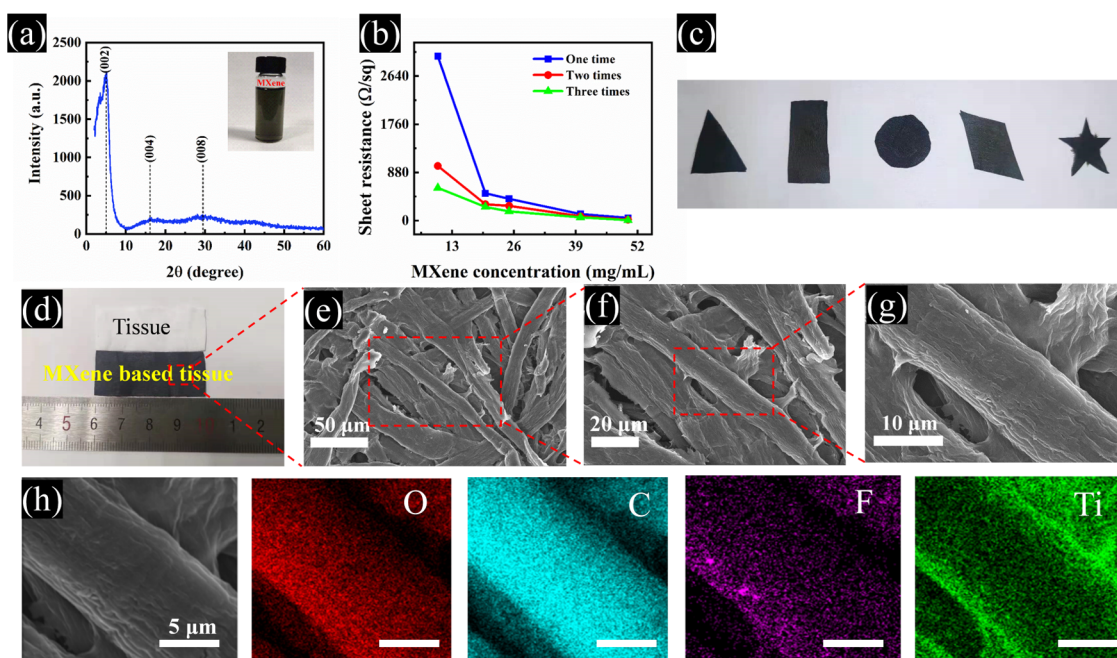 (a)
2500
2000
1500
1000
500
0
Intensity (a.u.)
(002)
(004)
(008)
MXene
0 10 20 30 40 50 60
2θ (degree)
(b)
2640
1760
880
0
Sheet resistance (Ω/sq)
One time
Two times
Three times
13 26 39 52
MXene concentration (mg/mL)
(c)
(d)
Tissue
MXene based tissue
4 5 6 7 8 9 10 1 2
(e)
50 μm
(f)
20 μm
(g)
10 μm
(h)
5 μm
O
C
F
Ti